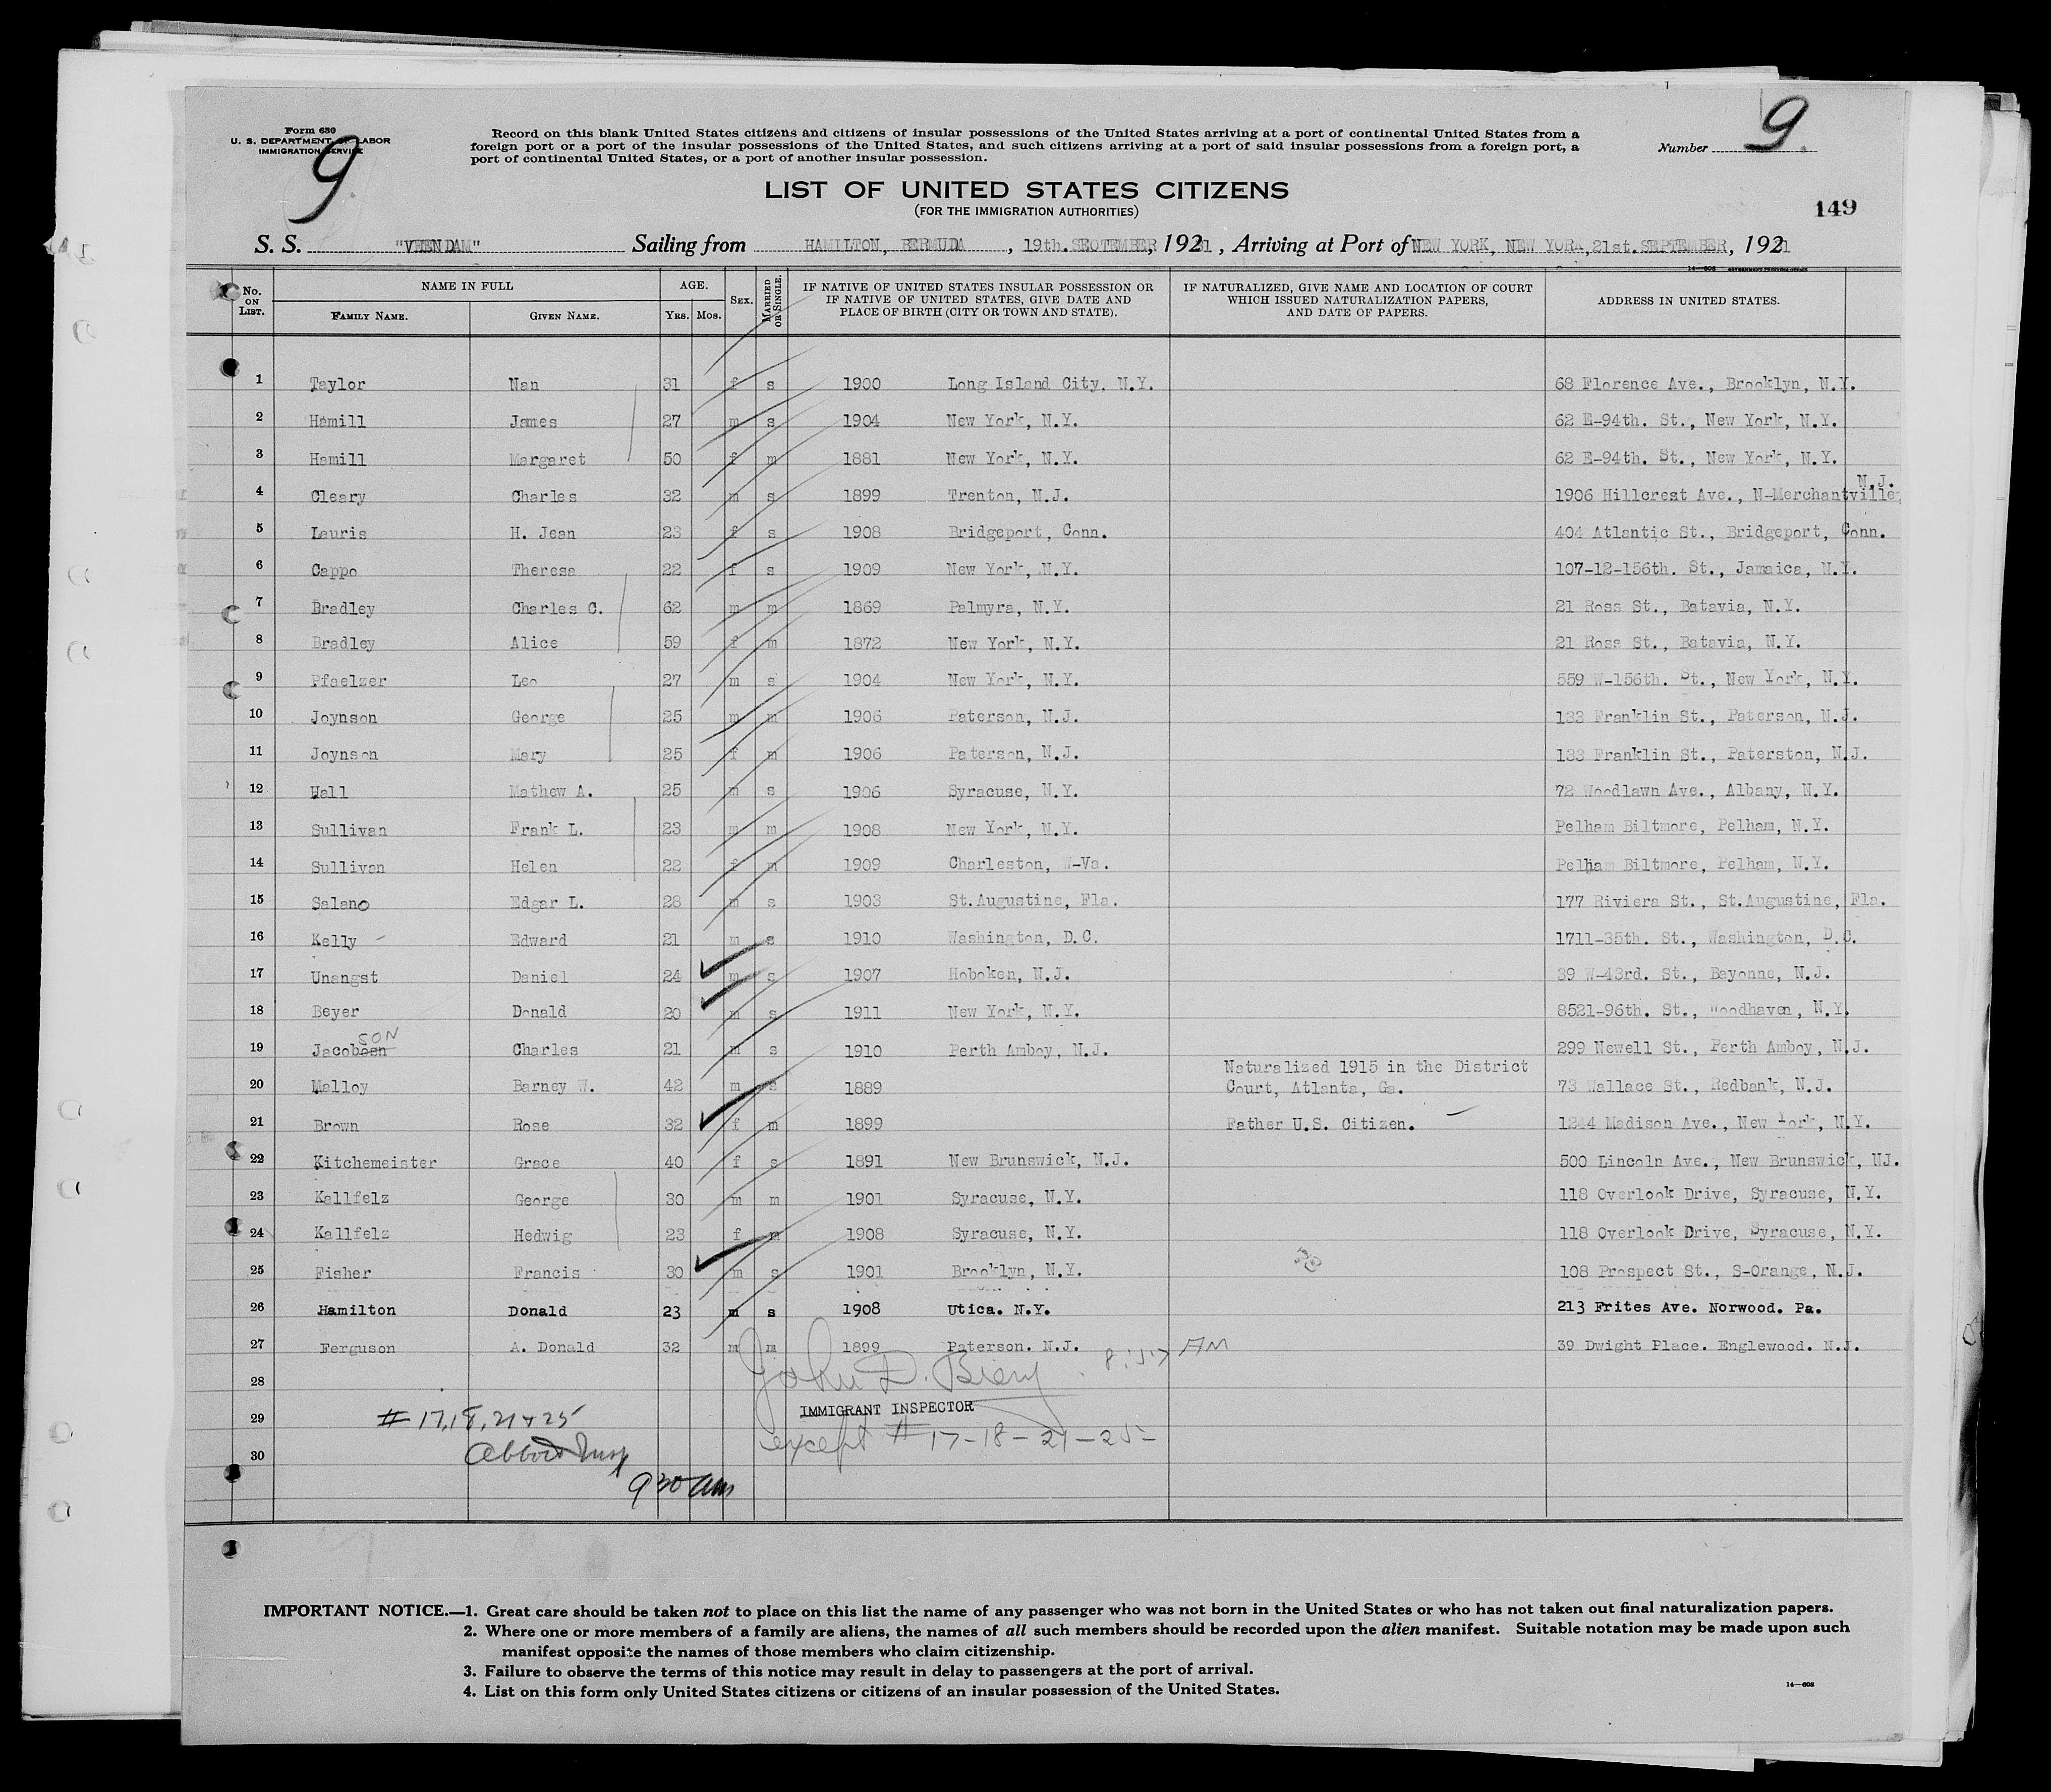 Form 630
U. S. DEPARTMENT OF LABOR
IMMIGRATION SERVICE
9
Record on this blank United States citizens and citizens of insular possessions of the United States arriving at a port of continental United States from a
foreign port or a port of the insular possessions of the United States, and such citizens arriving at a port of said insular possessions from a foreign port, a
port of continental United States, or a port of another insular possession.
Number 9.
LIST OF UNITED STATES CITIZENS
(FOR THE IMMIGRATION AUTHORITIES)
149
S. S. "VEENDAM" Sailing from HAMILTON, BERMUDA, 19th. SEOTEMBER, 1931, Arriving at Port of NEW YORK, NEW YORK, 21st. SEPTEMBER, 1931
14—608 GOVERNMENT PRINTING OFFICE
No. ON LIST. NAME IN FULL AGE. SEX. MARRIED OR SINGLE. IF NATIVE OF UNITED STATES INSULAR POSSESSION OR IF NATIVE OF UNITED STATES, GIVE DATE AND PLACE OF BIRTH (CITY OR TOWN AND STATE). IF NATURALIZED, GIVE NAME AND LOCATION OF COURT WHICH ISSUED NATURALIZATION PAPERS, AND DATE OF PAPERS. ADDRESS IN UNITED STATES.
FAMILY NAME. GIVEN NAME. YRS. MOS.
1 Taylor Nan 31 f s 1900 Long Island City, N.Y. 68 Florence Ave., Brooklyn, N.Y.
2 Hamill James 27 m s 1904 New York, N.Y. 62 E-94th. St., New York, N.Y.
3 Hamill Margaret 50 f m 1881 New York, N.Y. 62 E-94th. St., New York, N.Y.
4 Cleary Charles 32 m s 1899 Trenton, N.J. 1906 Hillcrest Ave., N-Merchantville, N.J.
5 Lauris H. Jean 23 f s 1908 Bridgeport, Conn. 404 Atlantic St., Bridgeport, Conn.
6 Cappo Theresa 22 f s 1909 New York, N.Y. 107-12-156th. St., Jamaica, N.Y.
7 Bradley Charles C. 62 m m 1869 Palmyra, N.Y. 21 Ross St., Batavia, N.Y.
8 Bradley Alice 59 f m 1872 New York, N.Y. 21 Ross St., Batavia, N.Y.
9 Pfaelzer Leo 27 m s 1904 New York, N.Y. 559 W-156th. St., New York, N.Y.
10 Joynson George 25 m m 1906 Paterson, N.J. 133 Franklin St., Paterson, N.J.
11 Joynson Mary 25 f m 1906 Paterson, N.J. 133 Franklin St., Paterston, N.J.
12 Hall Mathew A. 25 m s 1906 Syracuse, N.Y. 72 Woodlawn Ave., Albany, N.Y.
13 Sullivan Frank L. 23 m m 1908 New York, N.Y. Pelham Biltmore, Pelham, N.Y.
14 Sullivan Helen 22 f m 1909 Charleston, W-Va. Pelham Biltmore, Pelham, N.Y.
15 Salano Edgar L. 28 m s 1903 St.Augustine, Fla. 177 Riviera St., St.Augustine, Fla.
16 Kelly Edward 21 m s 1910 Washington, D.C. 1711-35th. St., Washington, D.C.
17 Unangst Daniel 24 m s 1907 Hoboken, N.J. 39 W-43rd. St., Bayonne, N.J.
18 Beyer Donald 20 m s 1911 New York, N.Y. 8521-96th. St., Woodhaven, N.Y.
SON
19 Jacobsen Charles 21 m s 1910 Perth Amboy, N.J. 299 Newell St., Perth Amboy, N.J.
20 Malloy Barney W. 42 m s 1889 Naturalized 1915 in the District Court, Atlanta, Ga. 73 Wallace St., Redbank, N.J.
21 Brown Rose 32 f m 1899 Father U.S. Citizen. 1244 Madison Ave., New York, N.Y.
22 Kitchemeister Grace 40 f s 1891 New Brunswick, N.J. 500 Lincoln Ave., New Brunswick, NJ.
23 Kallfelz George 30 m m 1901 Syracuse, N.Y. 118 Overlook Drive, Syracuse, N.Y.
24 Kallfelz Hedwig 23 f m 1908 Syracuse, N.Y. 118 Overlook Drive, Syracuse, N.Y.
25 Fisher Francis 30 m s 1901 Brooklyn, N.Y. 108 Prospect St., S-Orange, N.J.
26 Hamilton Donald 23 m s 1908 Utica. N.Y. 213 Frites Ave. Norwood. Pa.
27 Ferguson A. Donald 32 m m 1899 Paterson. N.J. 39 Dwight Place. Englewood. N.J.
28 John D. Biery 8:57 AM
29 # 17, 18, 21 + 25 IMMIGRANT INSPECTOR
except # 17-18-21-25-
30 Abbott Insp
9 30 am
IMPORTANT NOTICE.—1. Great care should be taken not to place on this list the name of any passenger who was not born in the United States or who has not taken out final naturalization papers.
2. Where one or more members of a family are aliens, the names of all such members should be recorded upon the alien manifest. Suitable notation may be made upon such
manifest opposite the names of those members who claim citizenship.
3. Failure to observe the terms of this notice may result in delay to passengers at the port of arrival.
4. List on this form only United States citizens or citizens of an insular possession of the United States.
14—608